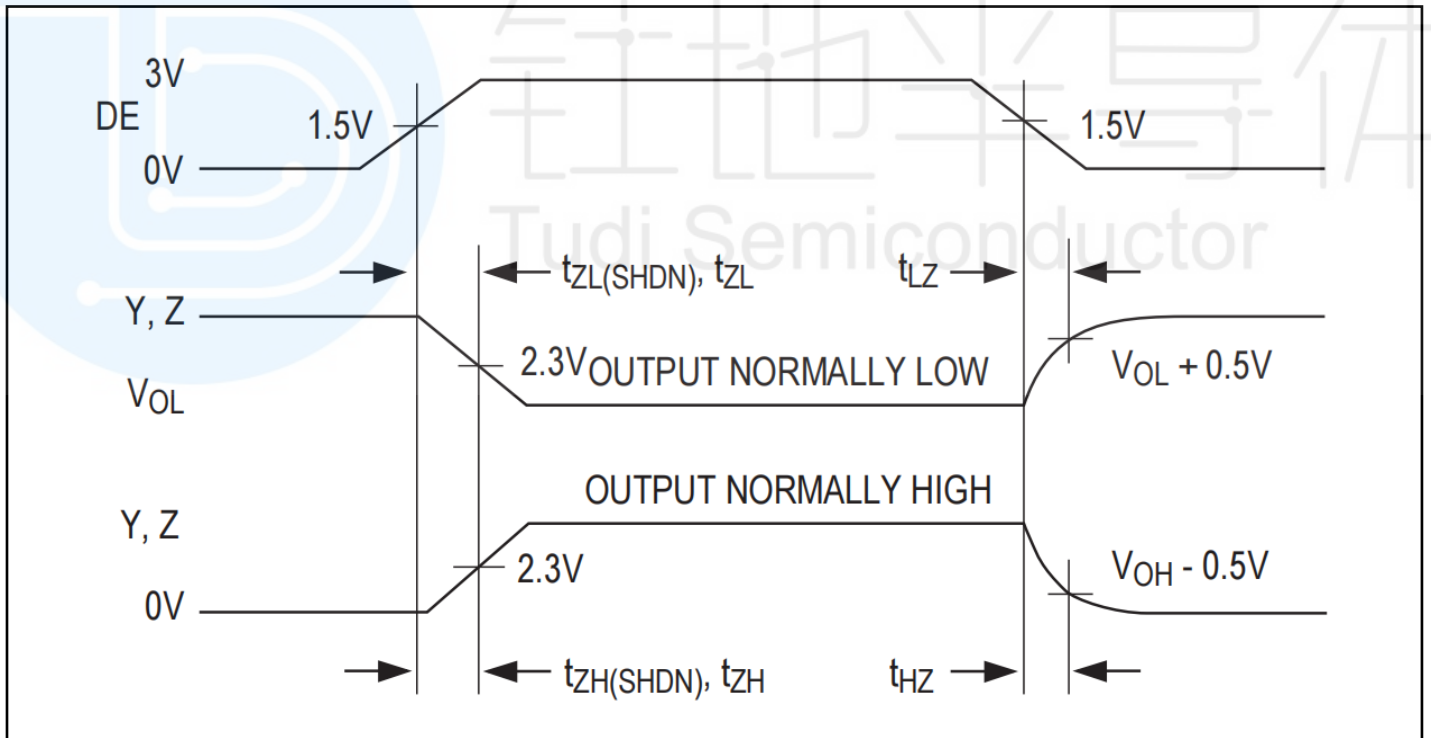 钍地半导体
Tudi Semiconductor
3V
DE
1.5V
1.5V
0V
tZL(SHDN), tZL
tLZ
Y, Z
2.3V
OUTPUT NORMALLY LOW
VOL + 0.5V
VOL
OUTPUT NORMALLY HIGH
Y, Z
2.3V
VOH - 0.5V
0V
tZH(SHDN), tZH
tHZ